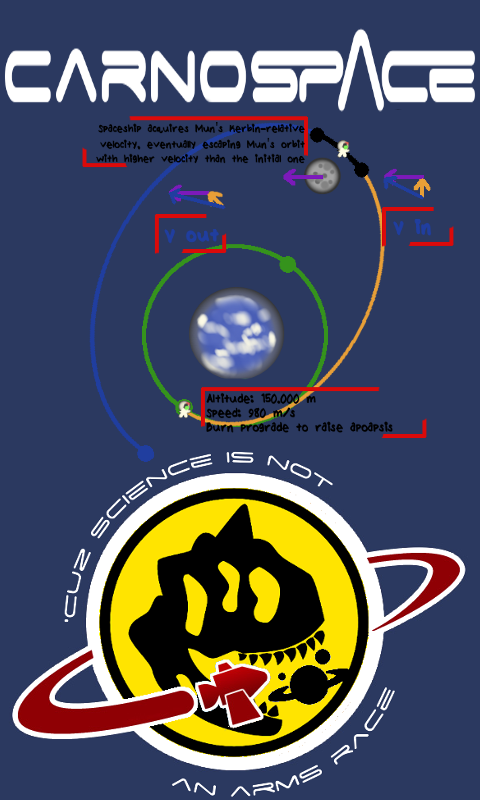 CARNOSPACE
Spaceship acquires Mun's Kerbin-relative
velocity, eventually escaping Mun's orbit
with higher velocity than the initial one
V out
V in
Altitude: 150.000 m
Speed: 980 m/s
Burn prograde to raise apoapsis
'CUZ SCIENCE IS NOT
AN ARMS RACE